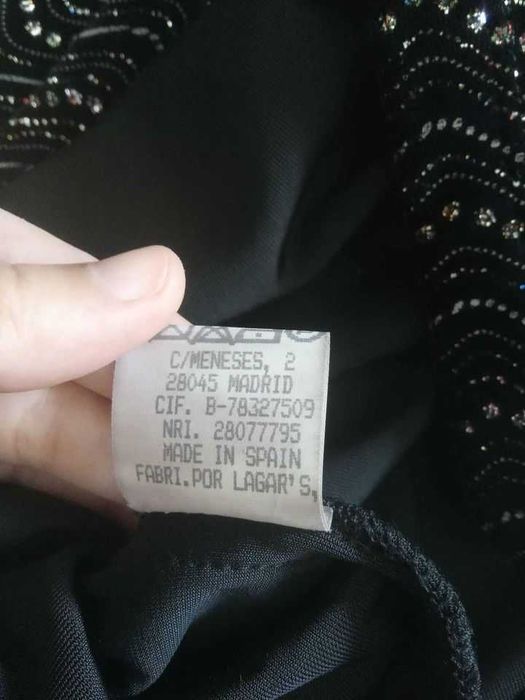 C/MENESES, 2
28045 MADRID
CIF. B-78327509
NRI. 28077795
MADE IN SPAIN
FABRI.POR LAGAR'S,